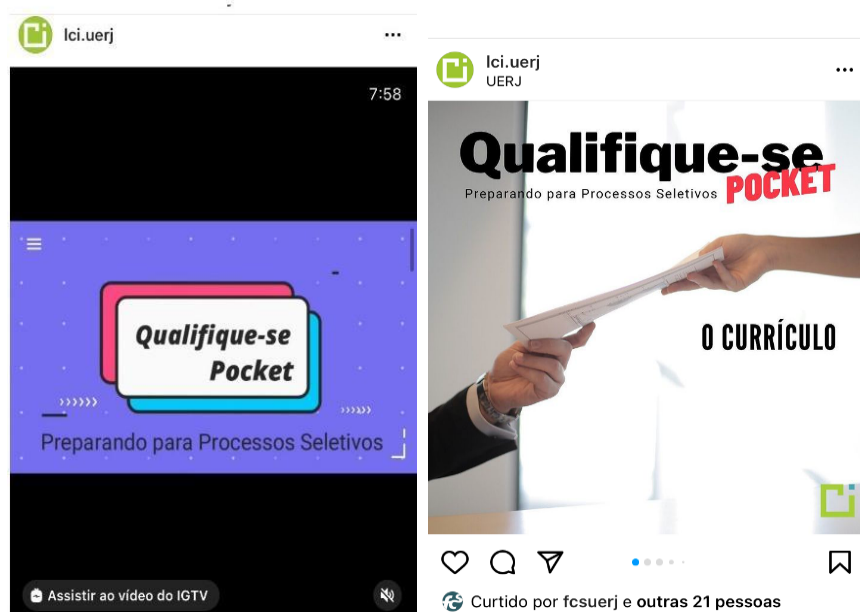 lci.uerj
7:58
Qualifique-se
Pocket
Preparando para Processos Seletivos
Assistir ao vídeo do IGTV
lci.uerj
UERJ
Qualifique-se
Preparando para Processos Seletivos
POCKET
O CURRÍCULO
Curtido por fcsuerj e outras 21 pessoas